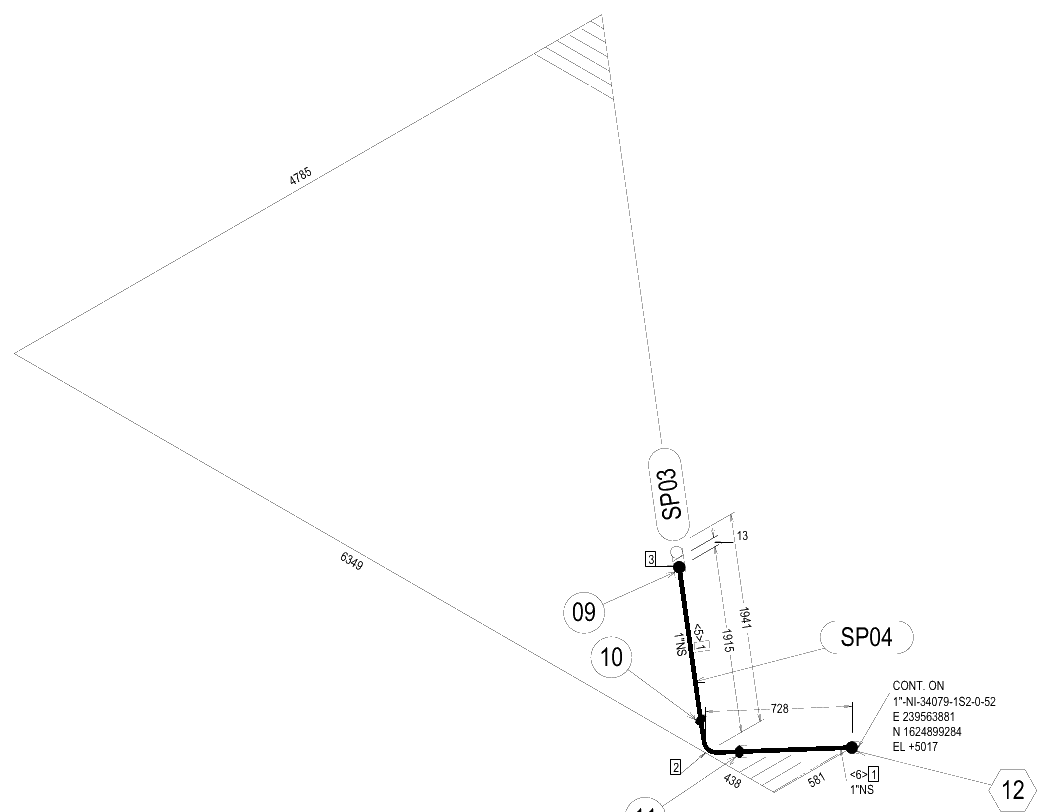 4785
SP03
13
3
6349
09
1941
<5>1
1915
1"NS
SP04
10
CONT. ON
1"-NI-34079-1S2-0-52
E 239563881
N 1624899284
EL +5017
728
2
438
581
<6>1
1"NS
12